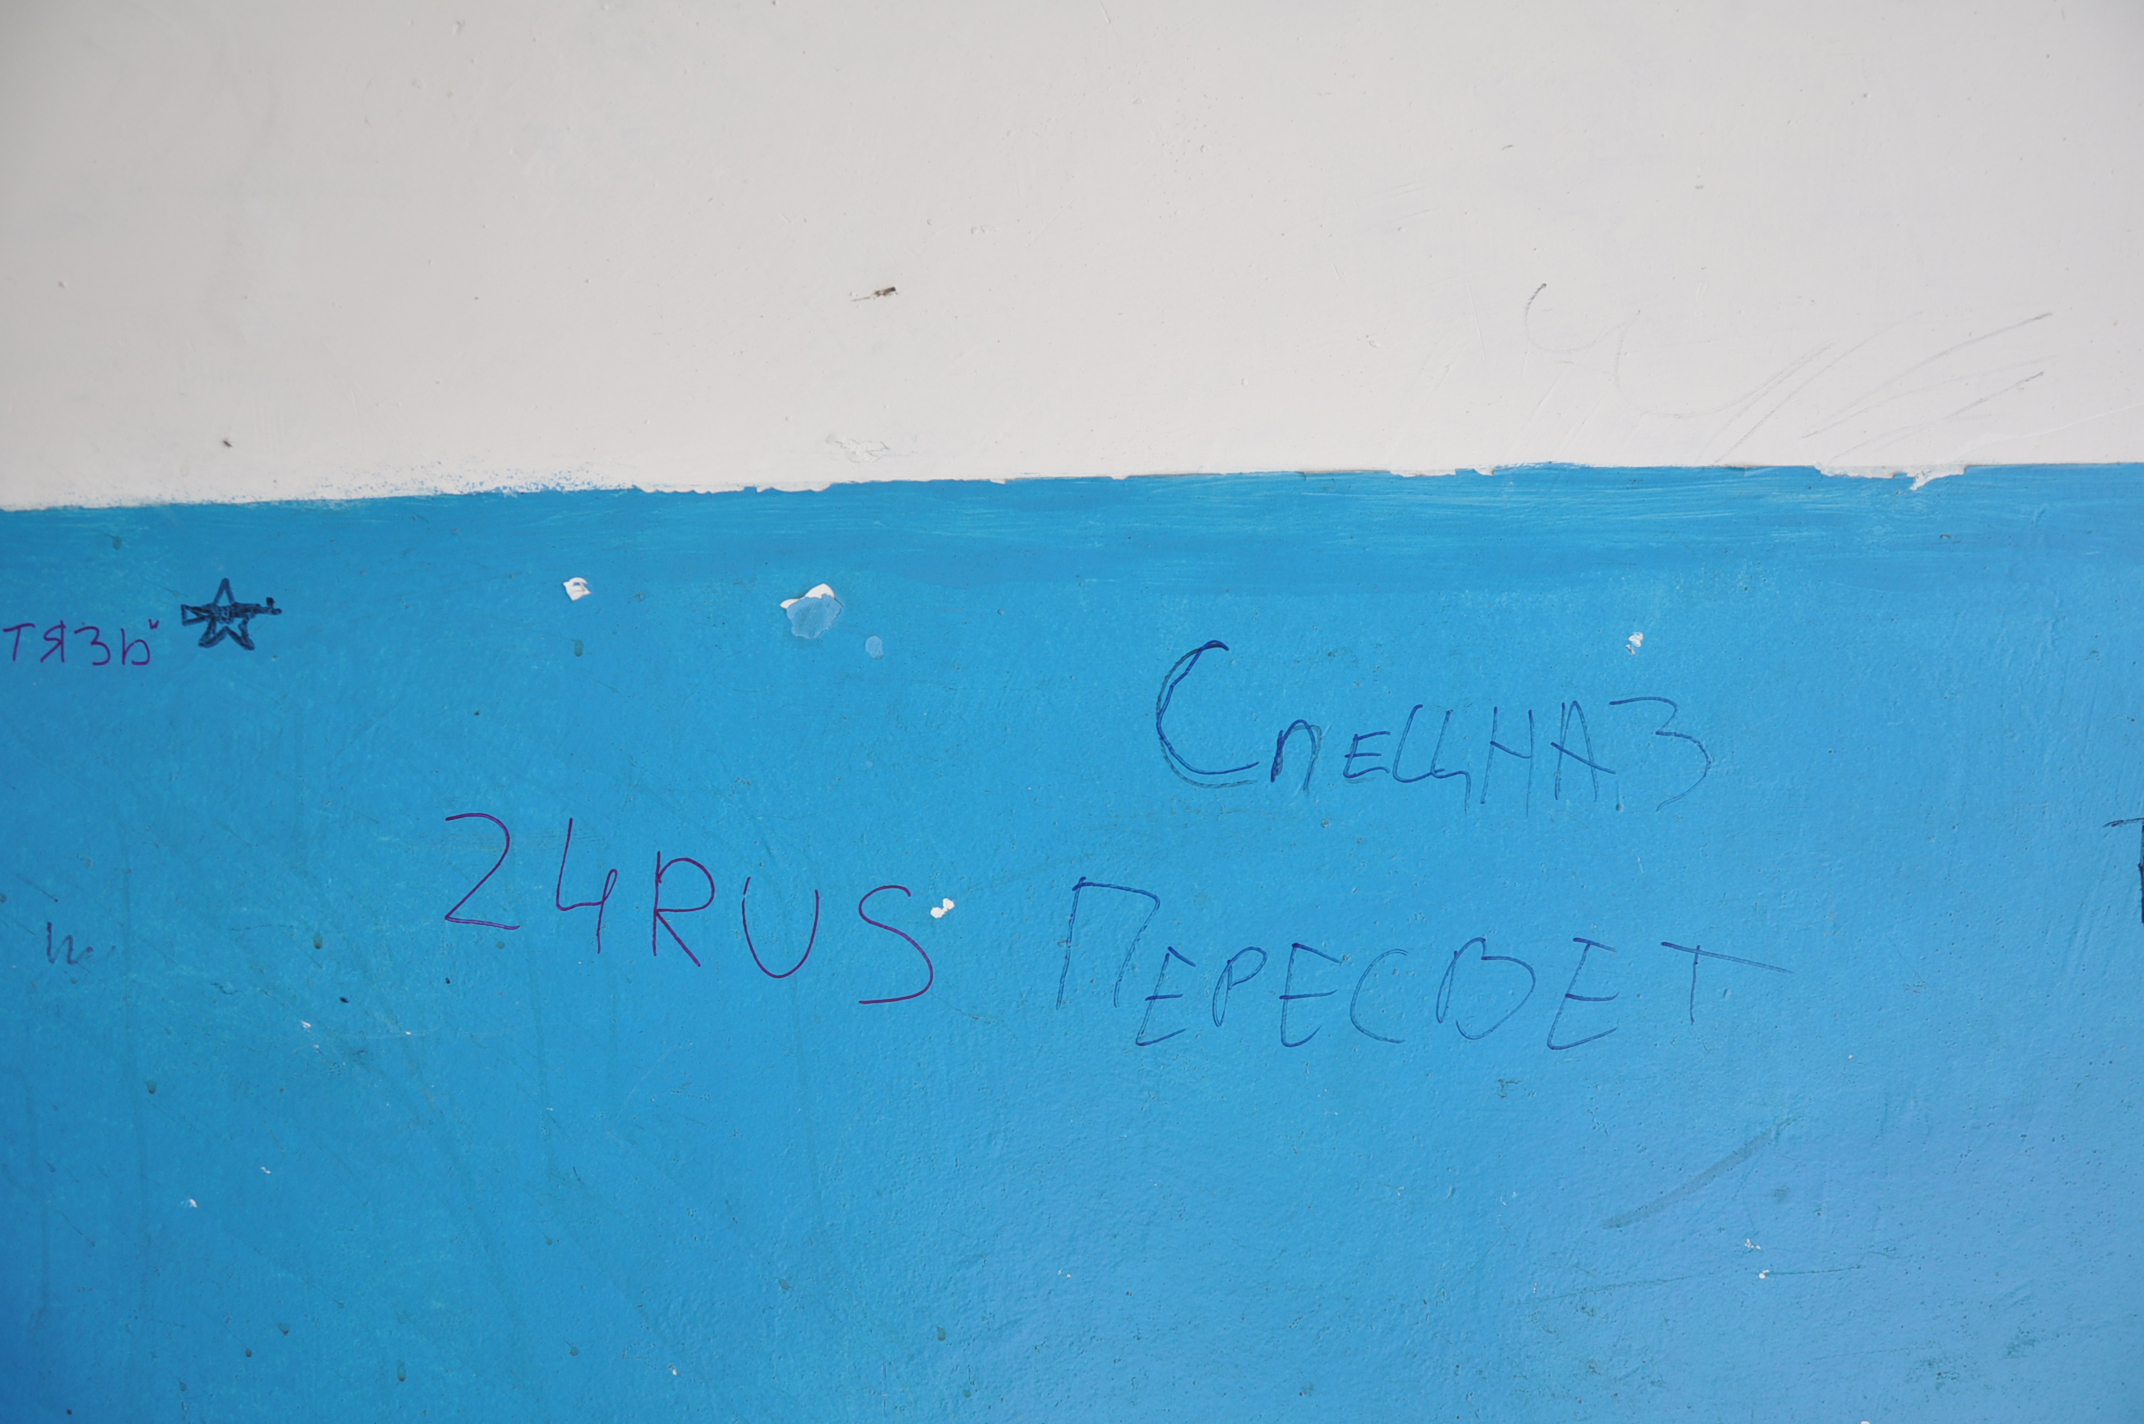 тязь"
Спецназ
24RUS
Пересвет